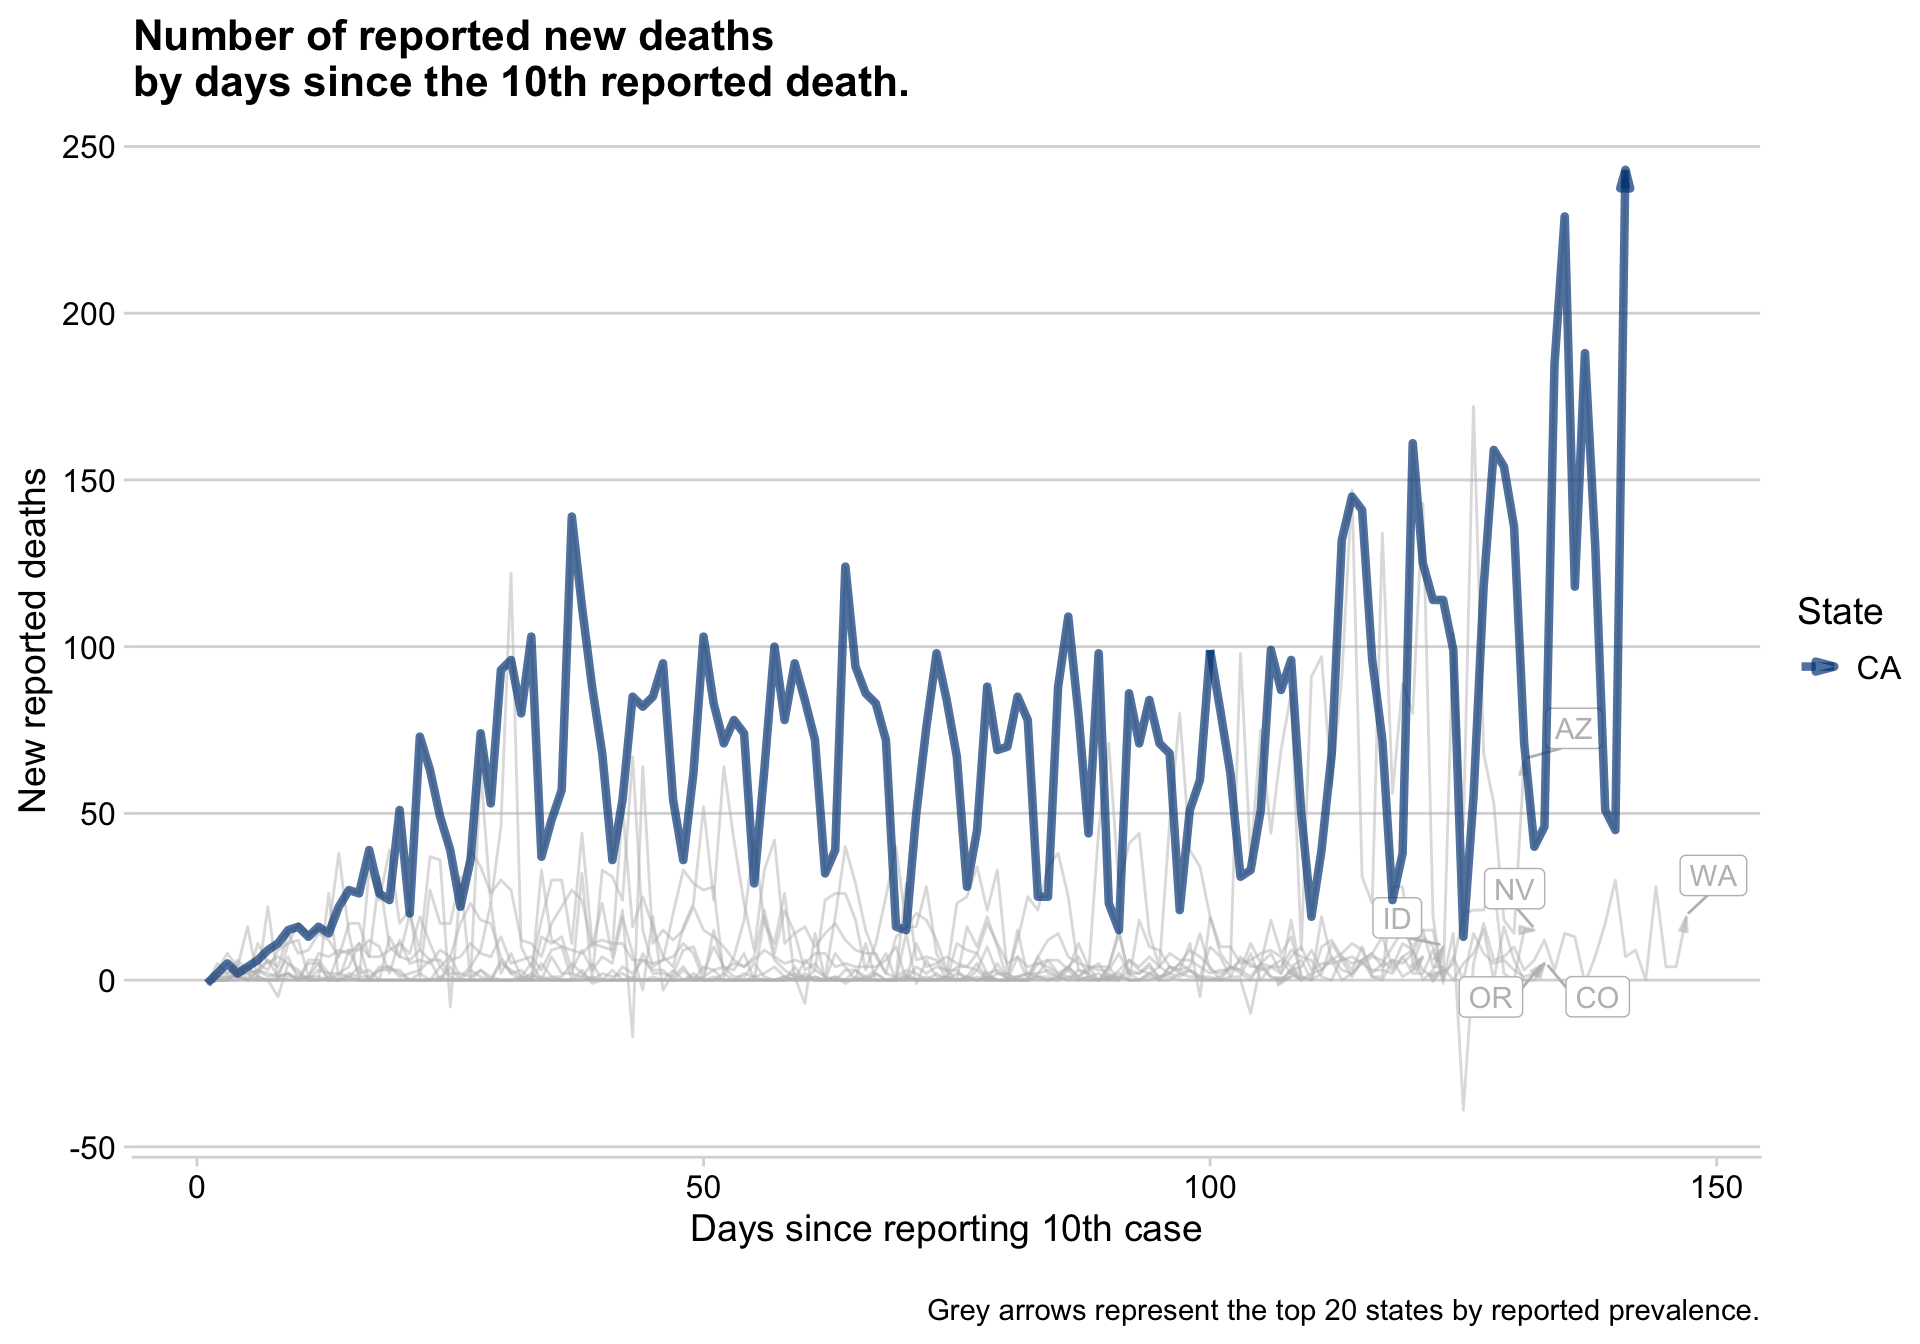 Number of reported new deaths
by days since the 10th reported death.
250
200
150
100
50
0
-50
New reported deaths
AZ
NV
WA
ID
OR
CO
State
CA
0
50
100
150
Days since reporting 10th case
Grey arrows represent the top 20 states by reported prevalence.